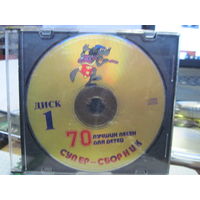 ДИСК
1
70 ЛУЧШИХ ПЕСЕН
ДЛЯ ДЕТЕЙ
СУПЕР-СБОРНИК